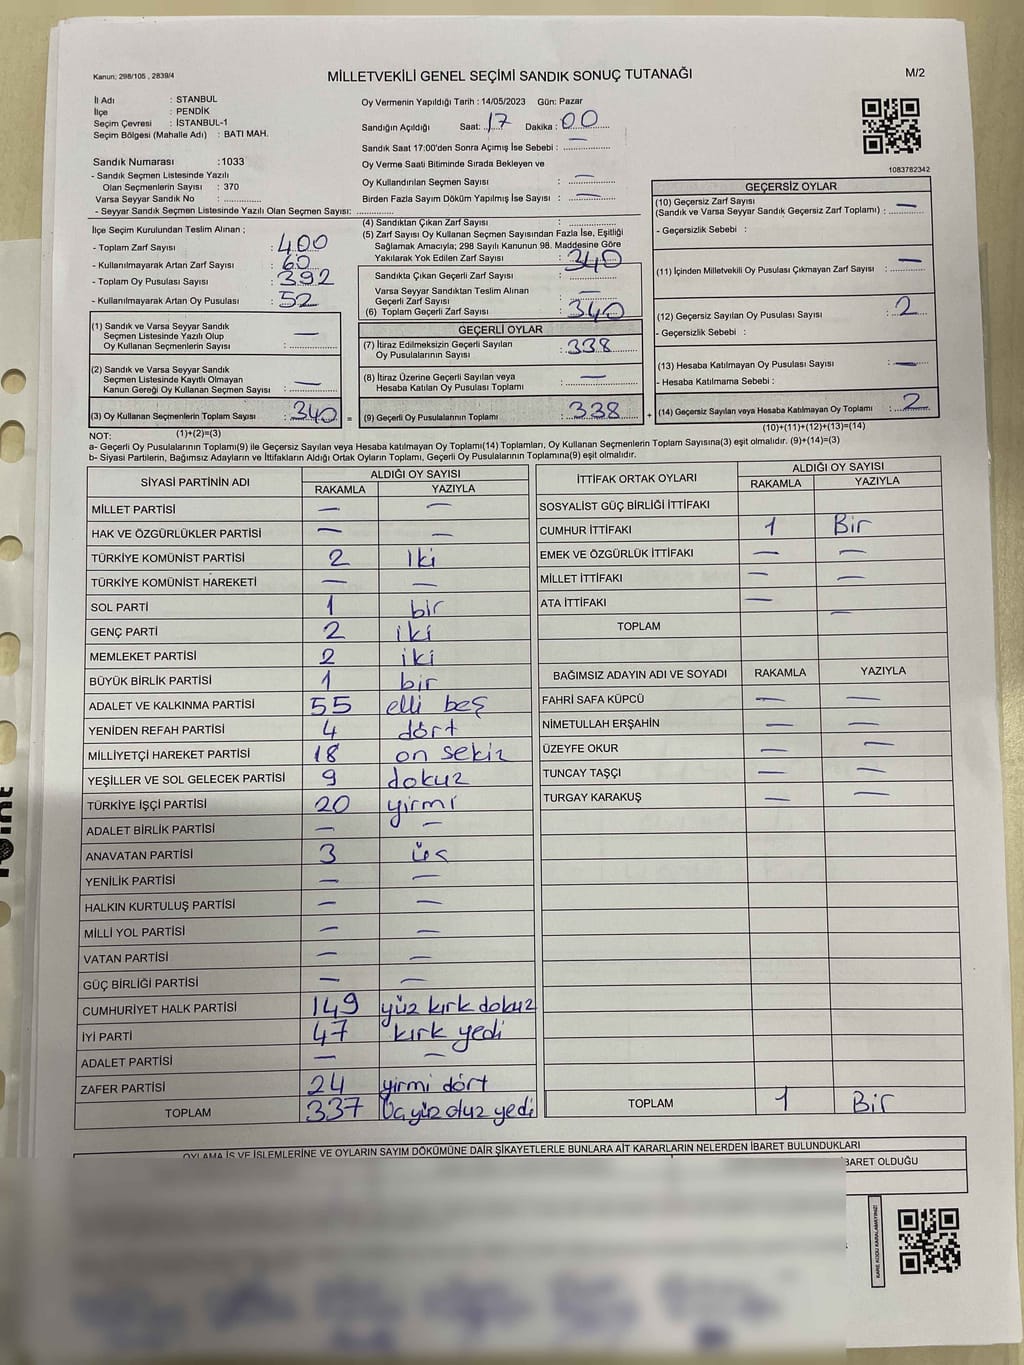 Kanun; 298/105 , 2839/4
MİLLETVEKİLİ GENEL SEÇİMİ SANDIK SONUÇ TUTANAĞI
M/2
İl Adı : STANBUL
İlçe : PENDİK
Seçim Çevresi : İSTANBUL-1
Seçim Bölgesi (Mahalle Adı) : BATI MAH.
Sandık Numarası : 1033
- Sandık Seçmen Listesinde Yazılı
Olan Seçmenlerin Sayısı : 370
Varsa Seyyar Sandık No : ..............
- Seyyar Sandık Seçmen Listesinde Yazılı Olan Seçmen Sayısı: ..............
Oy Vermenin Yapıldığı Tarih : 14/05/2023 Gün: Pazar
Sandığın Açıldığı Saat: 17 Dakika : 00
Sandık Saat 17:00'den Sonra Açımış İse Sebebi : —
Oy Verme Saati Bitiminde Sırada Bekleyen ve
Oy Kullandırılan Seçmen Sayısı : —
Birden Fazla Sayım Dökum Yapılmış İse Sayısı : —
1083782342
İlçe Seçim Kurulundan Teslim Alınan ;
- Toplam Zarf Sayısı : 400
- Kullanılmayarak Artan Zarf Sayısı : 60
- Toplam Oy Pusulası Sayısı : 392
- Kullanılmayarak Artan Oy Pusulası : 52
(1) Sandık ve Varsa Seyyar Sandık
Seçmen Listesinde Yazılı Olup
Oy Kullanan Seçmenlerin Sayısı : —
(2) Sandık ve Varsa Seyyar Sandık
Seçmen Listesinde Kayıtlı Olmayan
Kanun Gereği Oy Kullanan Seçmen Sayısı : —
(3) Oy Kullanan Seçmenlerin Toplam Sayısı : 340 =
(1)+(2)=(3)
(4) Sandıktan Çıkan Zarf Sayısı : ..............
(5) Zarf Sayısı Oy Kullanan Seçmen Sayısından Fazla İse, Eşitliği
Sağlamak Amacıyla; 298 Sayılı Kanunun 98. Maddesine Göre
Yakılarak Yok Edilen Zarf Sayısı : 340
Sandıkta Çıkan Geçerli Zarf Sayısı : ..............
Varsa Seyyar Sandıktan Teslim Alınan
Geçerli Zarf Sayısı : —
(6) Toplam Geçerli Zarf Sayısı : 340
GEÇERLİ OYLAR
(7) İtiraz Edilmeksizin Geçerli Sayılan
Oy Pusulalarının Sayısı : 338
(8) İtiraz Üzerine Geçerli Sayılan veya
Hesaba Katılan Oy Pusulası Toplamı : —
(9) Geçerli Oy Pusulalarının Toplamı : 338 +
GEÇERSİZ OYLAR
(10) Geçersiz Zarf Sayısı
(Sandık ve Varsa Seyyar Sandık Geçersiz Zarf Toplamı) : —
- Geçersizlik Sebebi :
(11) İçinden Milletvekili Oy Pusulası Çıkmayan Zarf Sayısı : —
(12) Geçersiz Sayılan Oy Pusulası Sayısı : 2
- Geçersizlik Sebebi :
(13) Hesaba Katılmayan Oy Pusulası Sayısı : —
- Hesaba Katılmama Sebebi :
(14) Geçersiz Sayılan veya Hesaba Katılmayan Oy Toplamı : 2
(10)+(11)+(12)+(13)=(14)
NOT:
a- Geçerli Oy Pusulalarının Toplamı(9) ile Geçersiz Sayılan veya Hesaba katılmayan Oy Toplamı(14) Toplamları, Oy Kullanan Seçmenlerin Toplam Sayısına(3) eşit olmalıdır. (9)+(14)=(3)
b- Siyasi Partilerin, Bağımsız Adayların ve İttifakların Aldığı Ortak Oyların Toplamı, Geçerli Oy Pusulalarının Toplamına(9) eşit olmalıdır.
SİYASİ PARTİNİN ADI ALDIĞI OY SAYISI
RAKAMLA YAZIYLA
MİLLET PARTİSİ — —
HAK VE ÖZGÜRLÜKLER PARTİSİ — —
TÜRKİYE KOMÜNİST PARTİSİ 2 İki
TÜRKİYE KOMÜNİST HAREKETİ — —
SOL PARTİ 1 bir
GENÇ PARTİ 2 iki
MEMLEKET PARTİSİ 2 iki
BÜYÜK BİRLİK PARTİSİ 1 bir
ADALET VE KALKINMA PARTİSİ 55 elli beş
YENİDEN REFAH PARTİSİ 4 dört
MİLLİYETÇİ HAREKET PARTİSİ 18 on sekiz
YEŞİLLER VE SOL GELECEK PARTİSİ 9 dokuz
TÜRKİYE İŞÇİ PARTİSİ 20 yirmi
ADALET BİRLİK PARTİSİ — —
ANAVATAN PARTİSİ 3 üç
YENİLİK PARTİSİ — —
HALKIN KURTULUŞ PARTİSİ — —
MİLLİ YOL PARTİSİ — —
VATAN PARTİSİ — —
GÜÇ BİRLİĞİ PARTİSİ — —
CUMHURİYET HALK PARTİSİ 149 yüz kırk dokuz
İYİ PARTİ 47 kırk yedi
ADALET PARTİSİ — —
ZAFER PARTİSİ 24 yirmi dört
TOPLAM 337 Üçyüz otuz yedi
İTTİFAK ORTAK OYLARI ALDIĞI OY SAYISI
RAKAMLA YAZIYLA
SOSYALİST GÜÇ BİRLİĞİ İTTİFAKI
CUMHUR İTTİFAKI 1 Bir
EMEK VE ÖZGÜRLÜK İTTİFAKI — —
MİLLET İTTİFAKI — —
ATA İTTİFAKI — —
TOPLAM
BAĞIMSIZ ADAYIN ADI VE SOYADI RAKAMLA YAZIYLA
FAHRİ SAFA KÜPCÜ — —
NİMETULLAH ERŞAHİN — —
ÜZEYFE OKUR — —
TUNCAY TAŞÇI — —
TURGAY KARAKUŞ — —
TOPLAM 1 Bir
OYLAMA İŞ VE İŞLEMLERİNE VE OYLARIN SAYIM DÖKÜMÜNE DAİR ŞİKAYETLERLE BUNLARA AİT KARARLARIN NELERDEN İBARET BULUNDUKLARI
BARET OLDUĞU
KARE KODU KARALAMAYINIZ!
Point